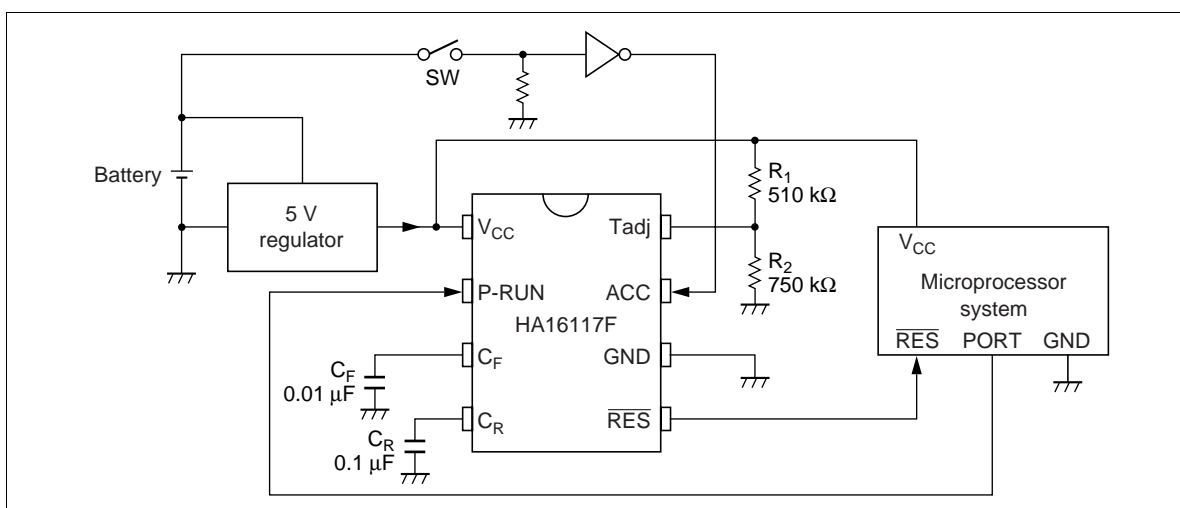 SW
Battery
5 V
regulator
R1
510 kΩ
R2
750 kΩ
VCC
Tadj
P-RUN
ACC
HA16117F
CF
GND
CR
RES
CF
0.01 μF
CR
0.1 μF
VCC
Microprocessor
system
RES PORT GND